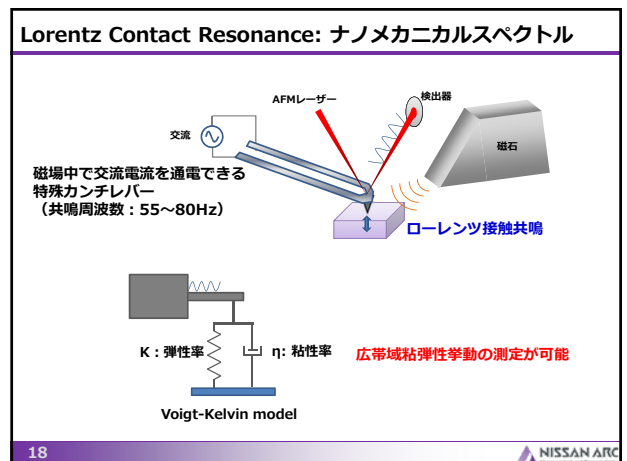 Lorentz Contact Resonance: ナノメカニカルスペクトル
AFMレーザー
検出器
交流
磁石
磁場中で交流電流を通電できる
特殊カンチレバー
（共鳴周波数：55～80Hz）
ローレンツ接触共鳴
K：弾性率
η: 粘性率
広帯域粘弾性挙動の測定が可能
Voigt-Kelvin model
18
NISSAN ARC